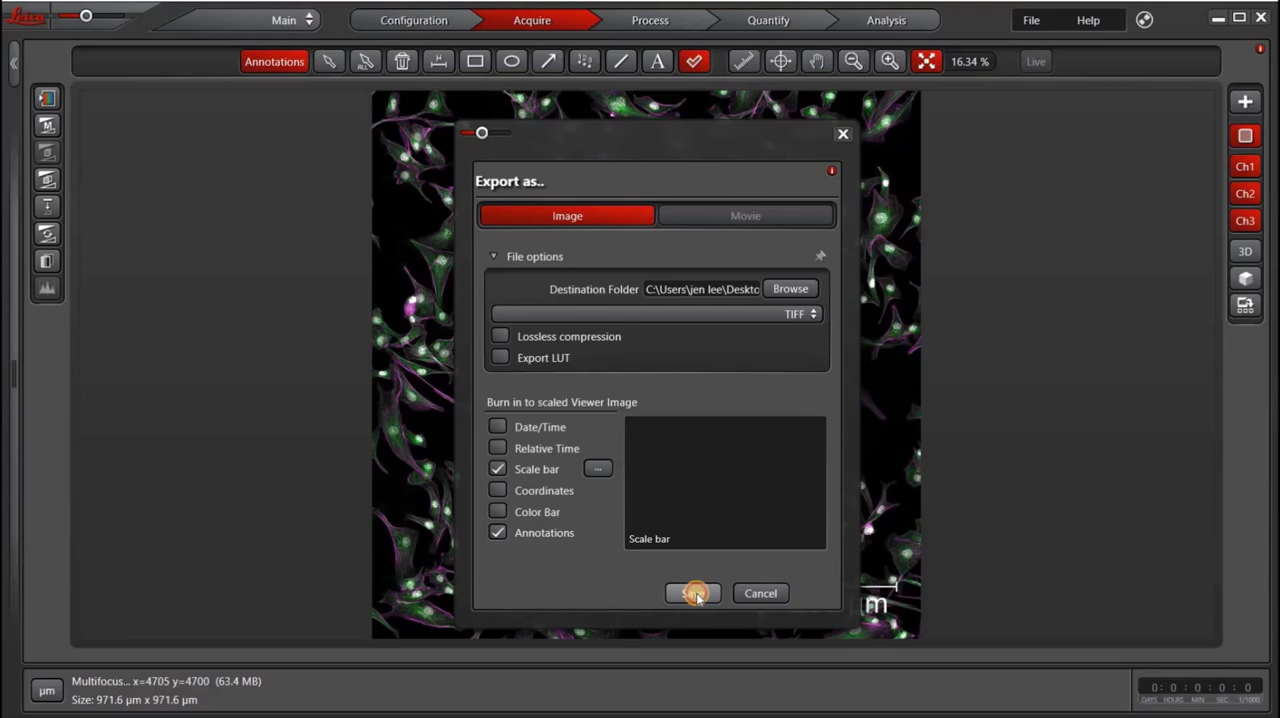 Leica
Main
Configuration
Acquire
Process
Quantify
Analysis
File
Help
Annotations
ALL
A
16.34 %
Live
M
Export as..
Image
Movie
File options
Destination Folder
C:\Users\jen lee\Deskto
Browse
TIFF
Lossless compression
Export LUT
Burn in to scaled Viewer Image
Date/Time
Relative Time
Scale bar
...
Coordinates
Color Bar
Annotations
Scale bar
Cancel
Ch1
Ch2
Ch3
3D
m
µm
Multifocus... x=4705 y=4700 (63.4 MB)
Size: 971.6 µm x 971.6 µm
0: 0: 0: 0: 0
DAYS HOURS MIN SEC 1/1000